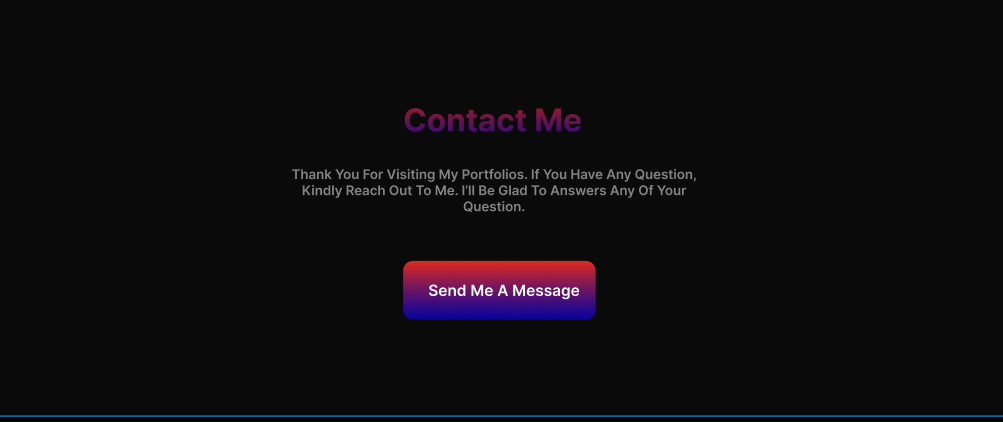 Contact Me
Thank You For Visiting My Portfolios. If You Have Any Question,
Kindly Reach Out To Me. I'll Be Glad To Answers Any Of Your
Question.
Send Me A Message